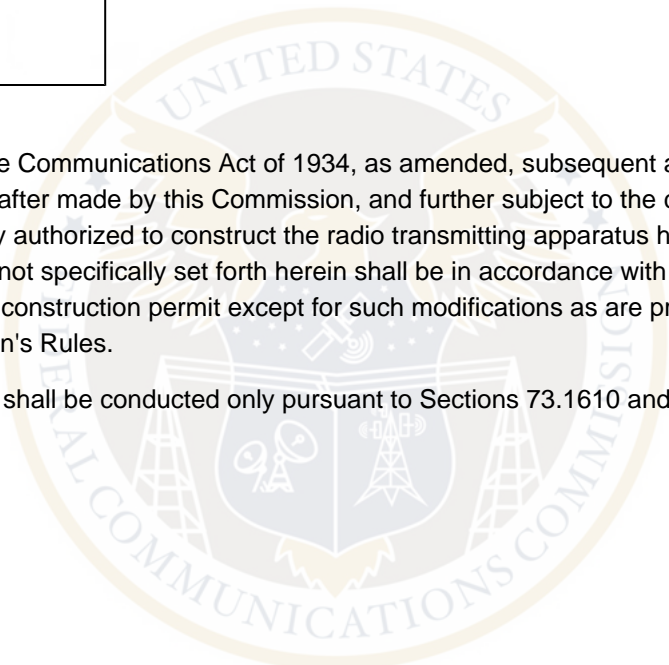 e Communications Act of 1934, as amended, subsequent a
after made by this Commission, and further subject to the c
y authorized to construct the radio transmitting apparatus h
not specifically set forth herein shall be in accordance with
construction permit except for such modifications as are pr
n's Rules.
shall be conducted only pursuant to Sections 73.1610 and
UNITED STATES
FEDERAL COMMUNICATIONS COMMISSION